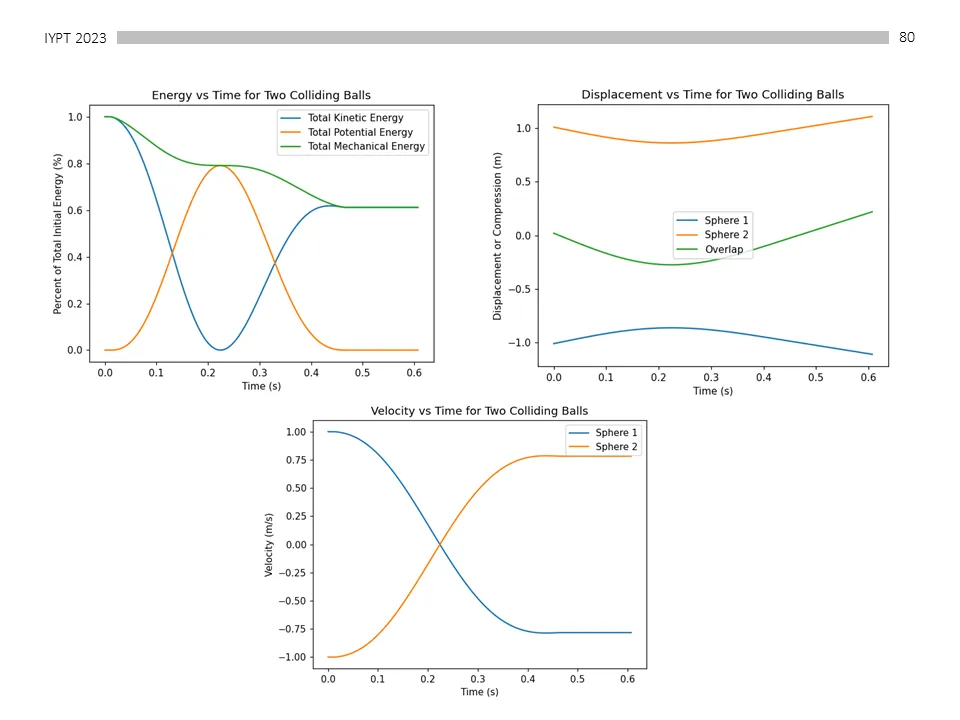 IYPT 2023
80
Energy vs Time for Two Colliding Balls
Total Kinetic Energy
Total Potential Energy
Total Mechanical Energy
1.0
0.8
0.6
0.4
0.2
0.0
Percent of Total Initial Energy (%)
0.0 0.1 0.2 0.3 0.4 0.5 0.6
Time (s)
Displacement vs Time for Two Colliding Balls
Sphere 1
Sphere 2
Overlap
1.0
0.5
0.0
−0.5
−1.0
Displacement or Compression (m)
0.0 0.1 0.2 0.3 0.4 0.5 0.6
Time (s)
Velocity vs Time for Two Colliding Balls
Sphere 1
Sphere 2
1.00
0.75
0.50
0.25
0.00
−0.25
−0.50
−0.75
−1.00
Velocity (m/s)
0.0 0.1 0.2 0.3 0.4 0.5 0.6
Time (s)